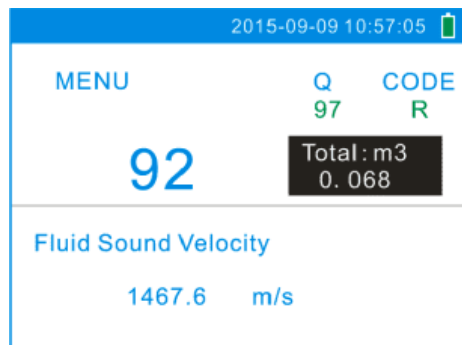 2015-09-09 10:57:05
MENU Q CODE
97 R
92 Total: m3
0. 068
Fluid Sound Velocity
1467.6 m/s